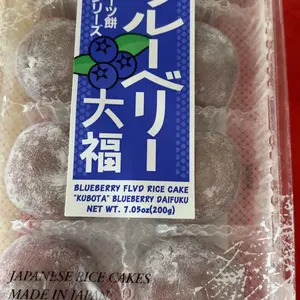 ルーベリー大福
ーツ餅
リーズ
BLUEBERRY FLVD RICE CAKE
"KUBOTA" BLUEBERRY DAIFUKU
NET WT. 7.05oz(200g)
JAPANESE RICE CAKES
MADE IN JAPAN